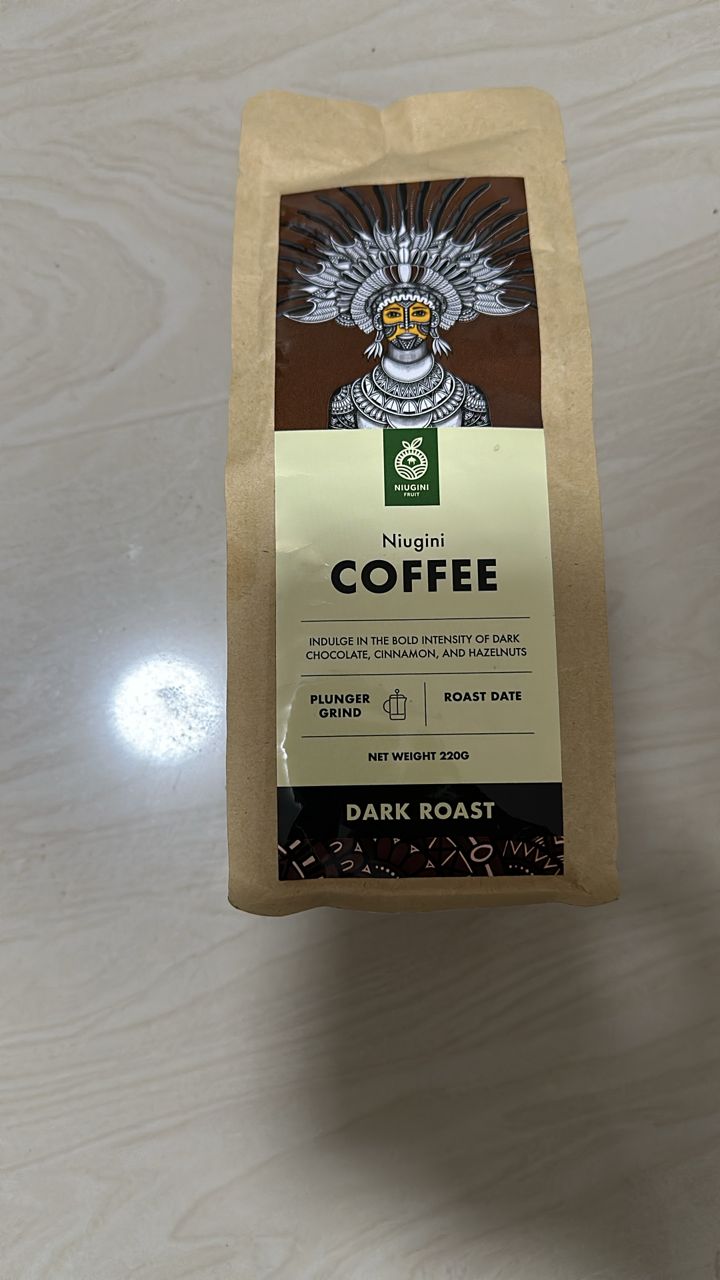 NIUGINI
FRUIT
Niugini
COFFEE
INDULGE IN THE BOLD INTENSITY OF DARK
CHOCOLATE, CINNAMON, AND HAZELNUTS
PLUNGER
GRIND
ROAST DATE
NET WEIGHT 220G
DARK ROAST